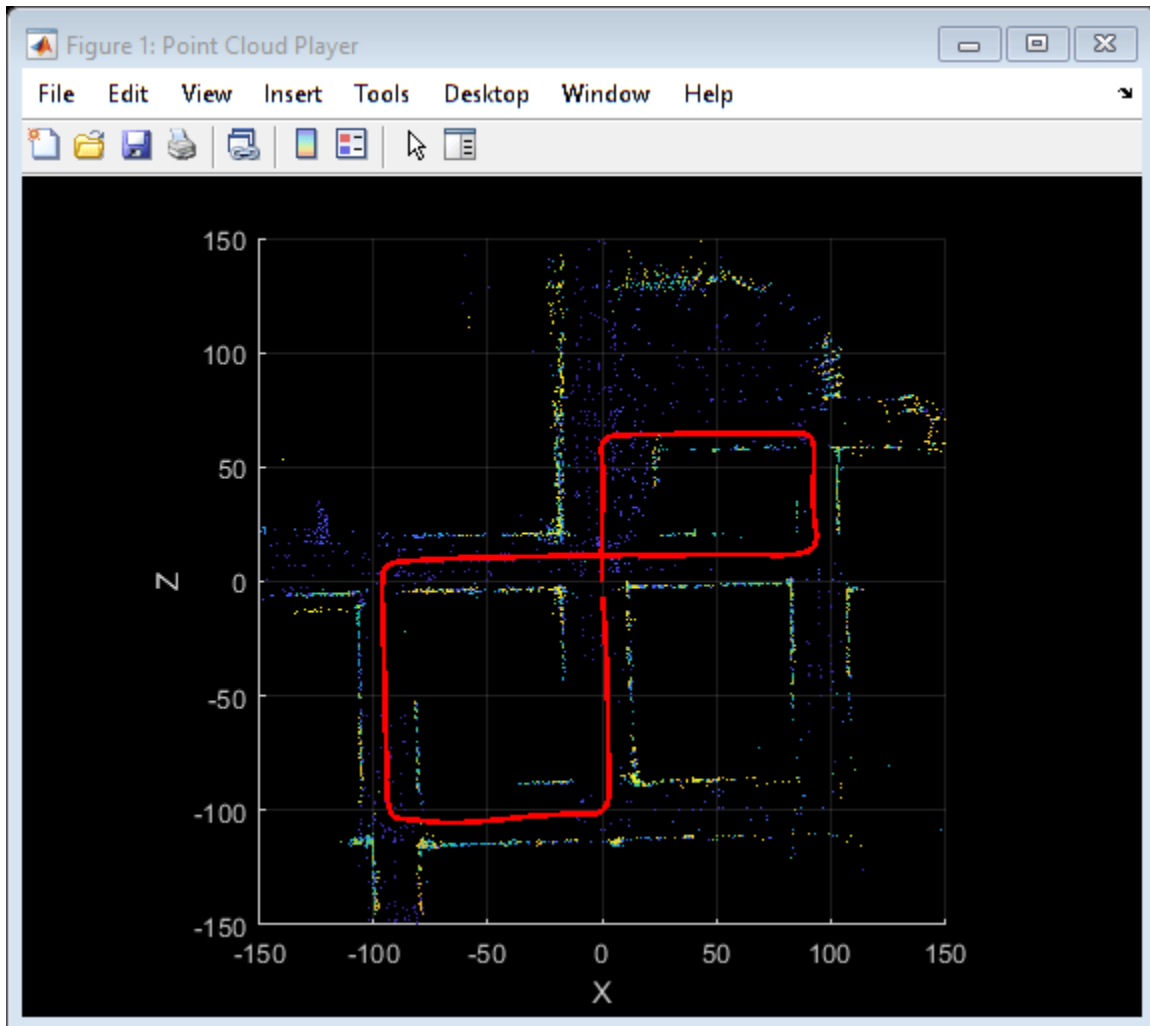 Figure 1: Point Cloud Player
File Edit View Insert Tools Desktop Window Help
150
100
50
0
-50
-100
-150
Z
-150 -100 -50 0 50 100 150
X